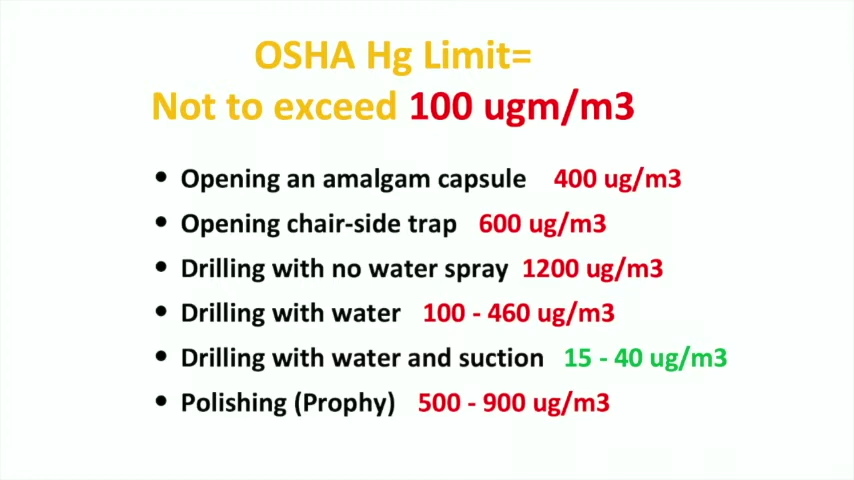 OSHA Hg Limit=
Not to exceed 100 ugm/m3
• Opening an amalgam capsule 400 ug/m3
• Opening chair-side trap 600 ug/m3
• Drilling with no water spray 1200 ug/m3
• Drilling with water 100 - 460 ug/m3
• Drilling with water and suction 15 - 40 ug/m3
• Polishing (Prophy) 500 - 900 ug/m3